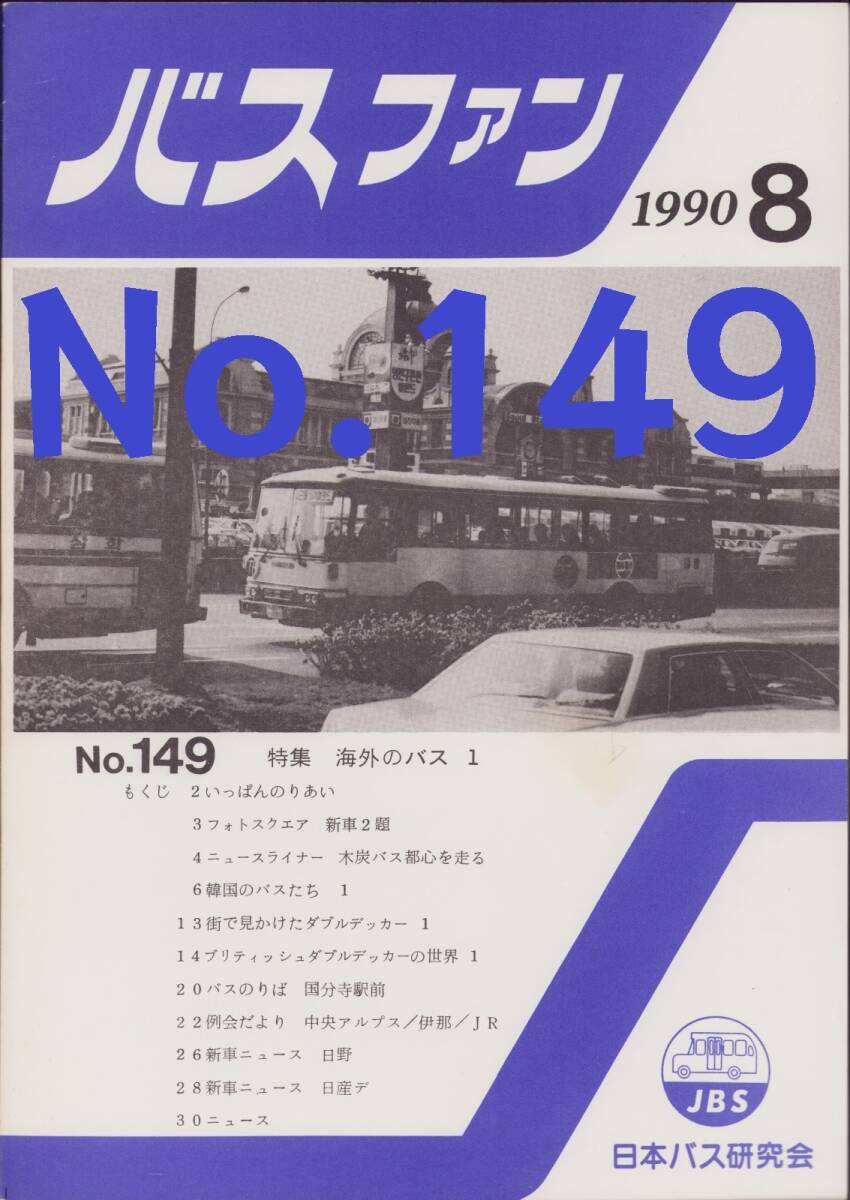 バスファン
1990 8
No.149
삼화
No.149 特集 海外のバス 1
もくじ 2いっぱんのりあい
3フォトスクエア 新車2題
4ニュースライナー 木炭バス都心を走る
6韓国のバスたち 1
13街で見かけたダブルデッカー 1
14ブリティッシュダブルデッカーの世界 1
20バスのりば 国分寺駅前
22例会だより 中央アルプス/伊那/JR
26新車ニュース 日野
28新車ニュース 日産デ
30ニュース
JBS
日本バス研究会